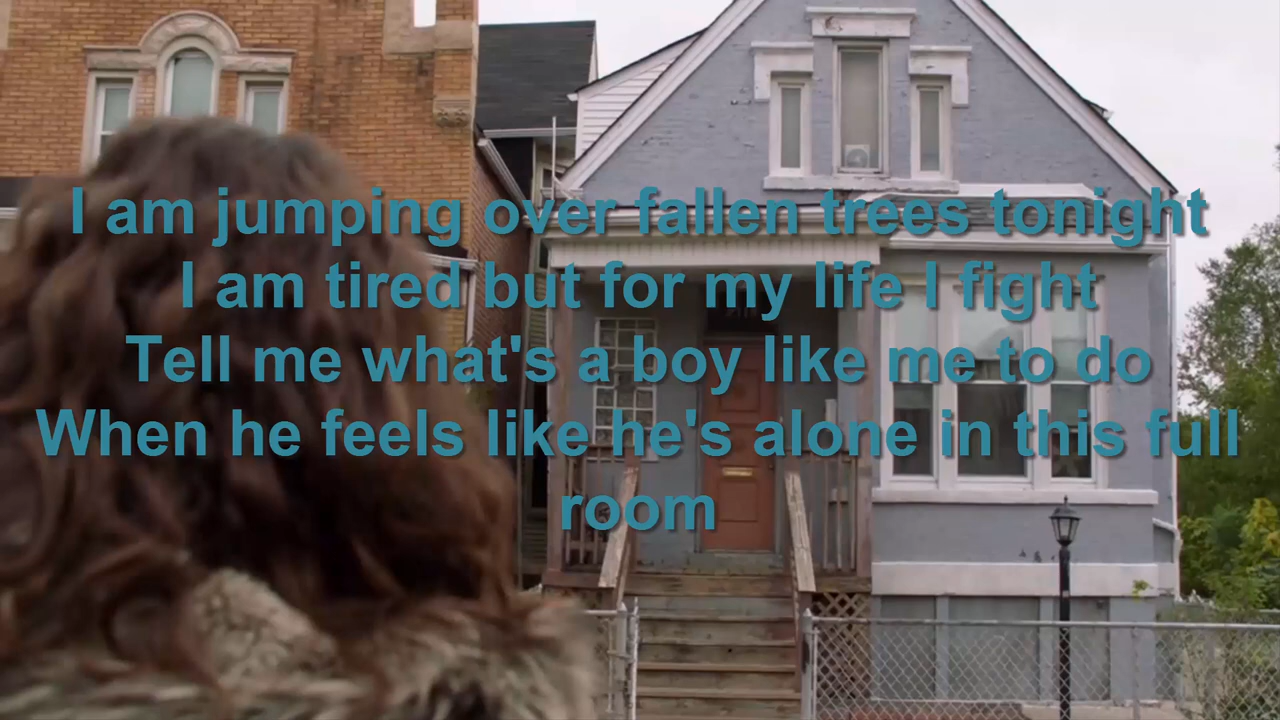 I am jumping over fallen trees tonight
I am tired but for my life I fight
Tell me what's a boy like me to do
When he feels like he's alone in this full
room